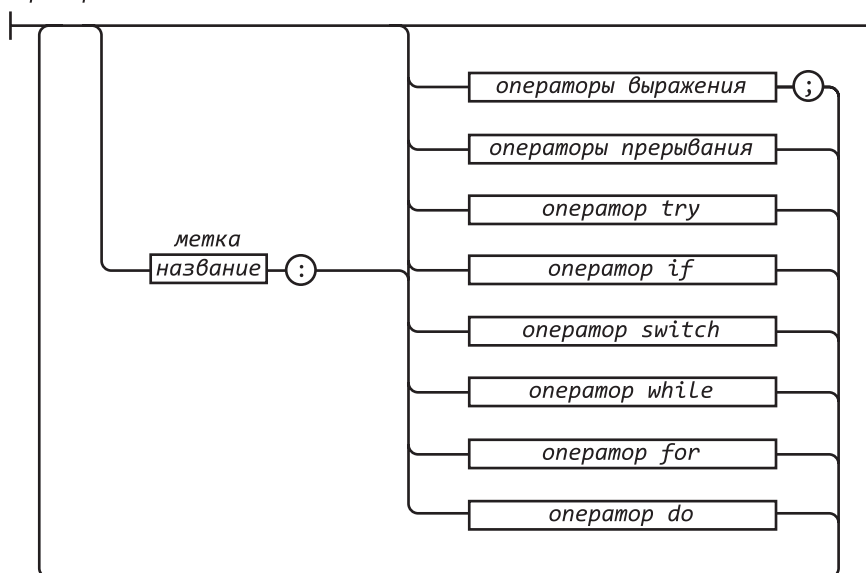 операторы выражения ;
операторы прерывания
оператор try
метка
название :
оператор if
оператор switch
оператор while
оператор for
оператор do